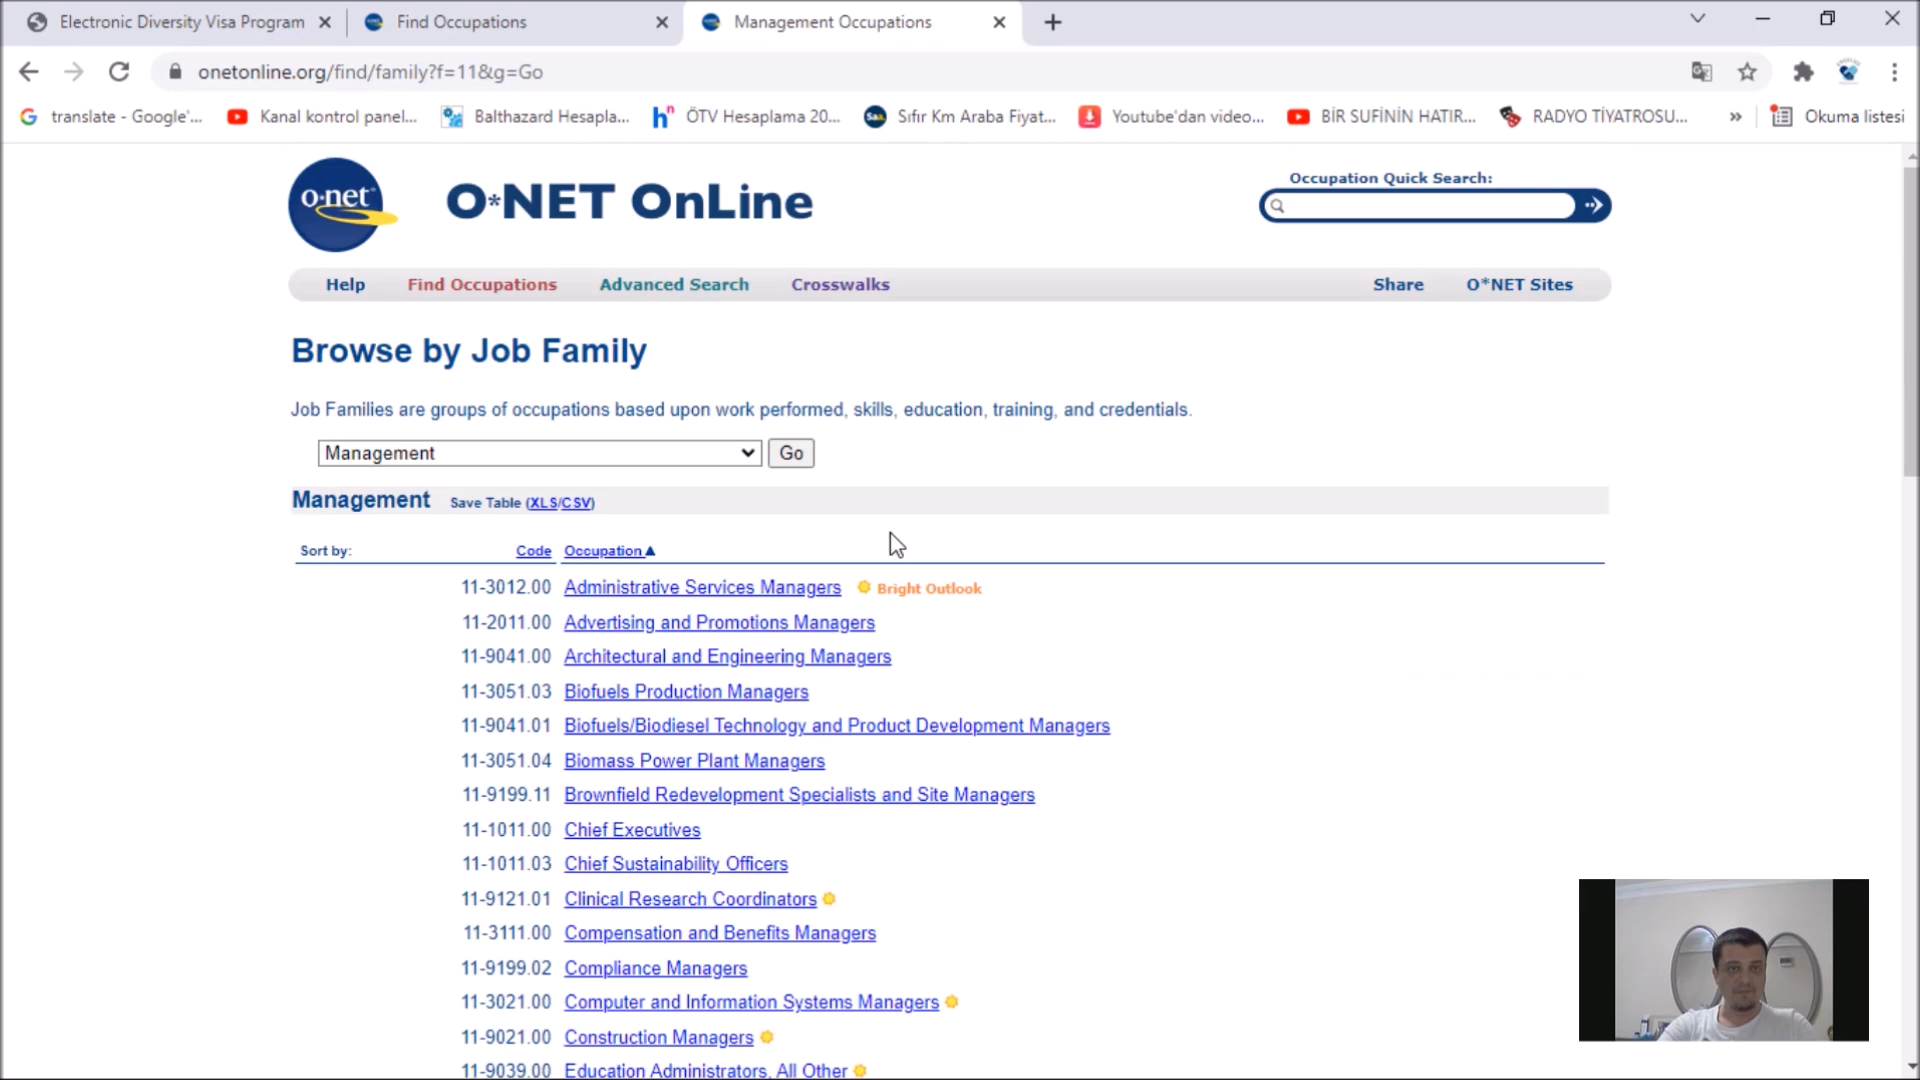 Electronic Diversity Visa Program
Find Occupations
Management Occupations
onetonline.org/find/family?f=11&g=Go
translate - Google'...
Kanal kontrol panel...
Balthazard Hesapla...
ÖTV Hesaplama 20...
Sıfır Km Araba Fiyat...
Youtube'dan video...
BİR SUFİNİN HATIR...
RADYO TİYATROSU...
»
Okuma listesi
o·net
O*NET OnLine
Occupation Quick Search:
Help
Find Occupations
Advanced Search
Crosswalks
Share
O*NET Sites
Browse by Job Family
Job Families are groups of occupations based upon work performed, skills, education, training, and credentials.
Management
Go
Management Save Table (XLS/CSV)
Sort by: Code Occupation▲
11-3012.00 Administrative Services Managers Bright Outlook
11-2011.00 Advertising and Promotions Managers
11-9041.00 Architectural and Engineering Managers
11-3051.03 Biofuels Production Managers
11-9041.01 Biofuels/Biodiesel Technology and Product Development Managers
11-3051.04 Biomass Power Plant Managers
11-9199.11 Brownfield Redevelopment Specialists and Site Managers
11-1011.00 Chief Executives
11-1011.03 Chief Sustainability Officers
11-9121.01 Clinical Research Coordinators
11-3111.00 Compensation and Benefits Managers
11-9199.02 Compliance Managers
11-3021.00 Computer and Information Systems Managers
11-9021.00 Construction Managers
11-9039.00 Education Administrators, All Other